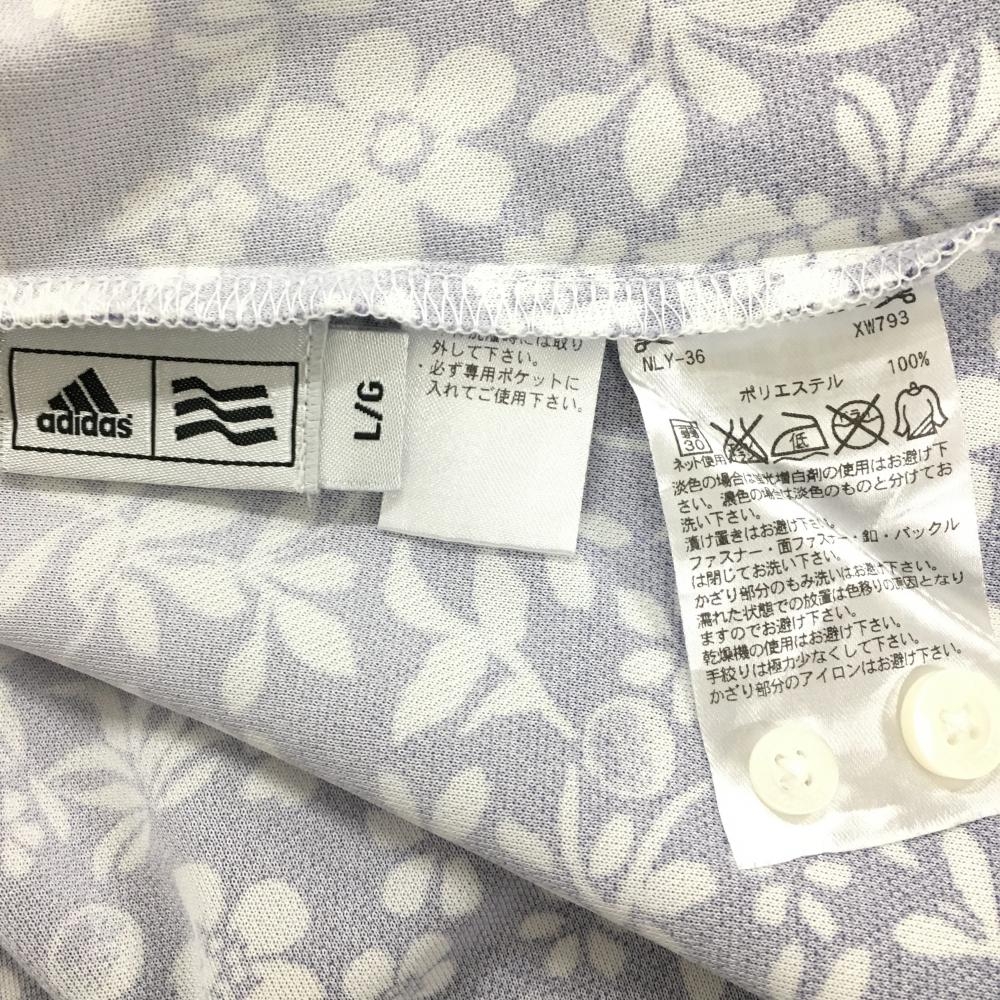 adidas
L/G
外して下さい。
・必ず専用ポケットに
入れてご使用下さい。
XW793
NLY-36
ポリエステル 100%
30
低
ドライ
ネット使用
淡色の場合は蛍光増白剤の使用はお避け下
さい。濃色の場合は淡色のものと分けてお
洗い下さい。
漬け置きはお避け下さい。
ファスナー・面ファスナー・釦・バックル
は閉じてお洗い下さい。
かざり部分のもみ洗いはお避け下さい。
濡れた状態での放置は色移りの原因となり
ますのでお避け下さい。
乾燥機の使用はお避け下さい。
手絞りは極力少なくして下さい。
かざり部分のアイロンはお避け下さい。